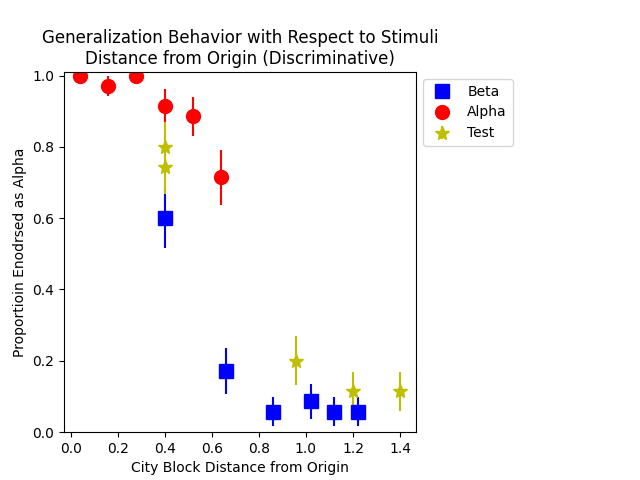 Generalization Behavior with Respect to Stimuli
Distance from Origin (Discriminative)
Proportioin Enodrsed as Alpha
1.0
0.8
0.6
0.4
0.2
0.0
0.0 0.2 0.4 0.6 0.8 1.0 1.2 1.4
City Block Distance from Origin
Beta
Alpha
Test